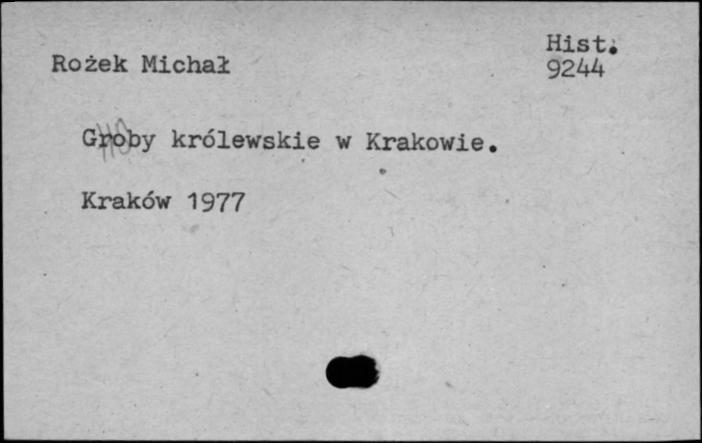 Hist.
Rożek Michał
9244
Groby królewskie w Krakowie.
Kraków 1977